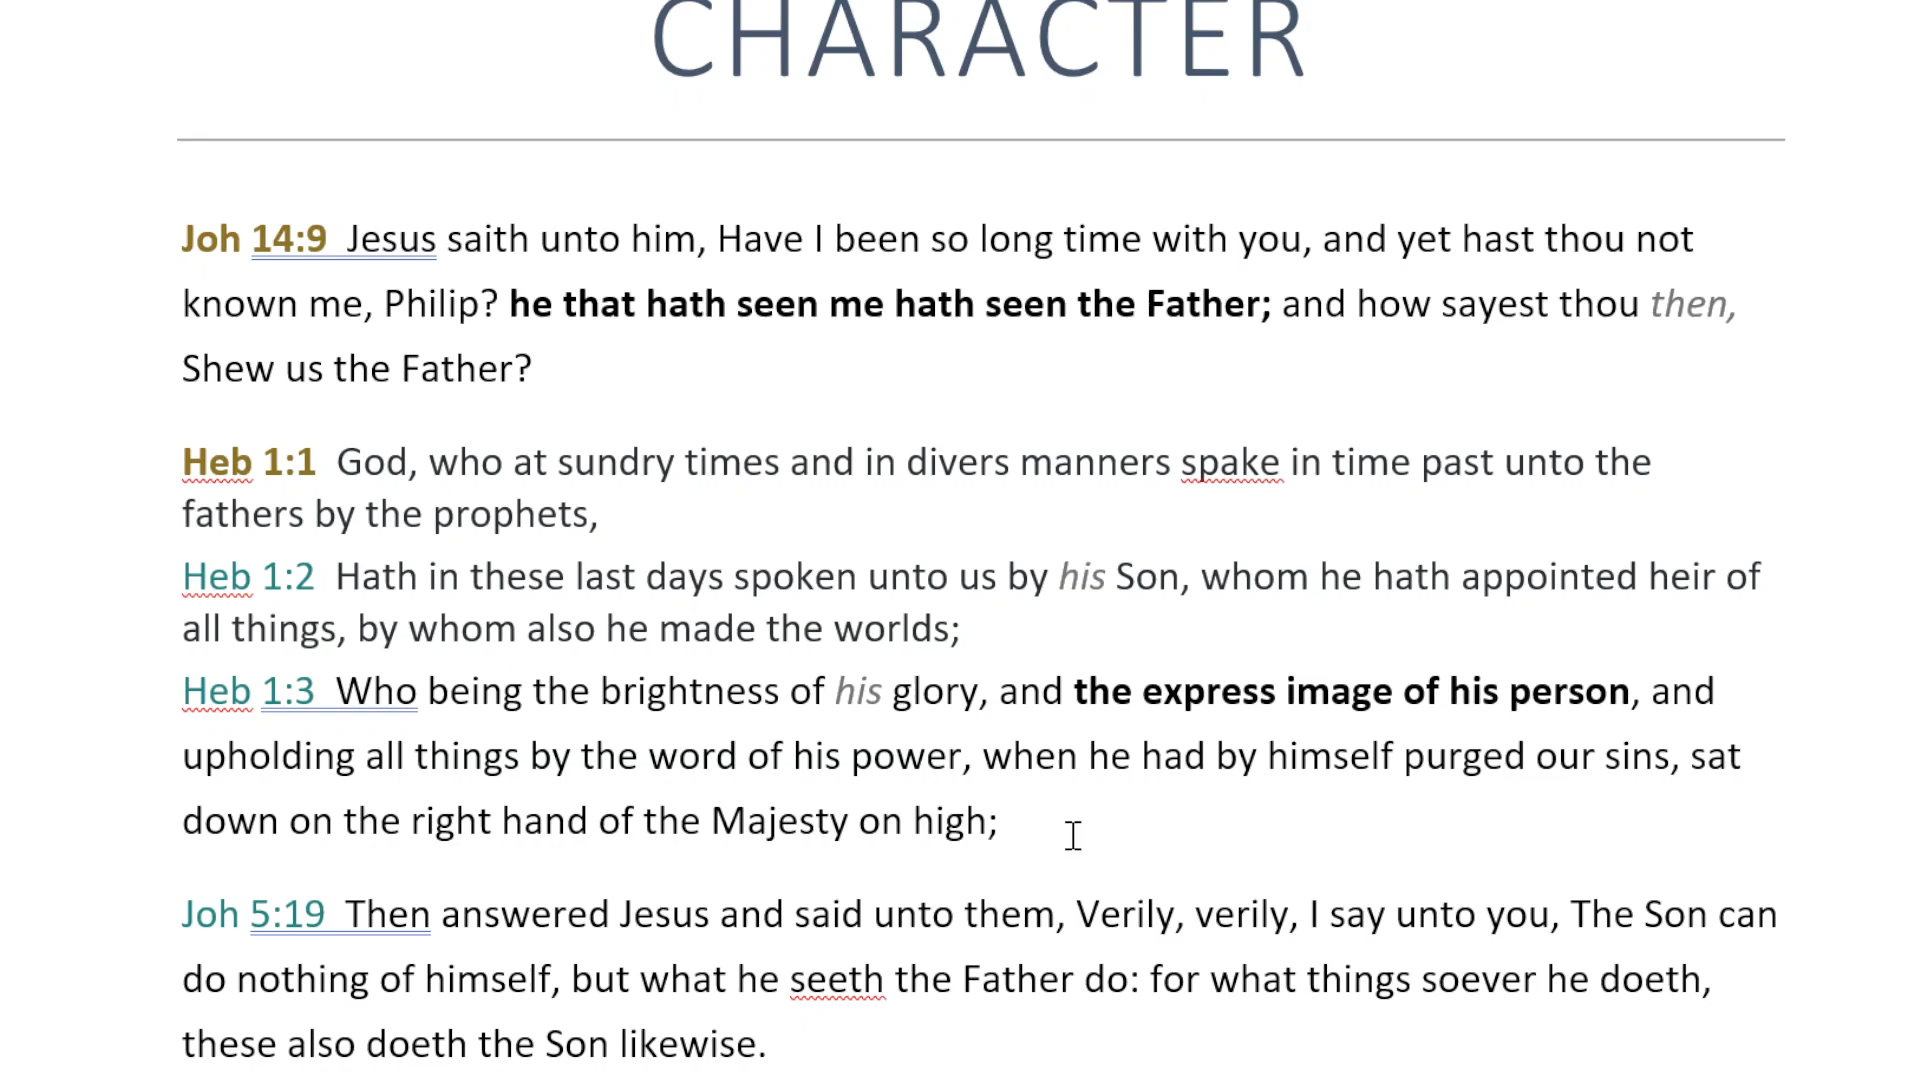 CHARACTER
Joh 14:9  Jesus saith unto him, Have I been so long time with you, and yet hast thou not
known me, Philip? he that hath seen me hath seen the Father; and how sayest thou then,
Shew us the Father?
Heb 1:1  God, who at sundry times and in divers manners spake in time past unto the
fathers by the prophets,
Heb 1:2  Hath in these last days spoken unto us by his Son, whom he hath appointed heir of
all things, by whom also he made the worlds;
Heb 1:3  Who being the brightness of his glory, and the express image of his person, and
upholding all things by the word of his power, when he had by himself purged our sins, sat
down on the right hand of the Majesty on high;
Joh 5:19  Then answered Jesus and said unto them, Verily, verily, I say unto you, The Son can
do nothing of himself, but what he seeth the Father do: for what things soever he doeth,
these also doeth the Son likewise.